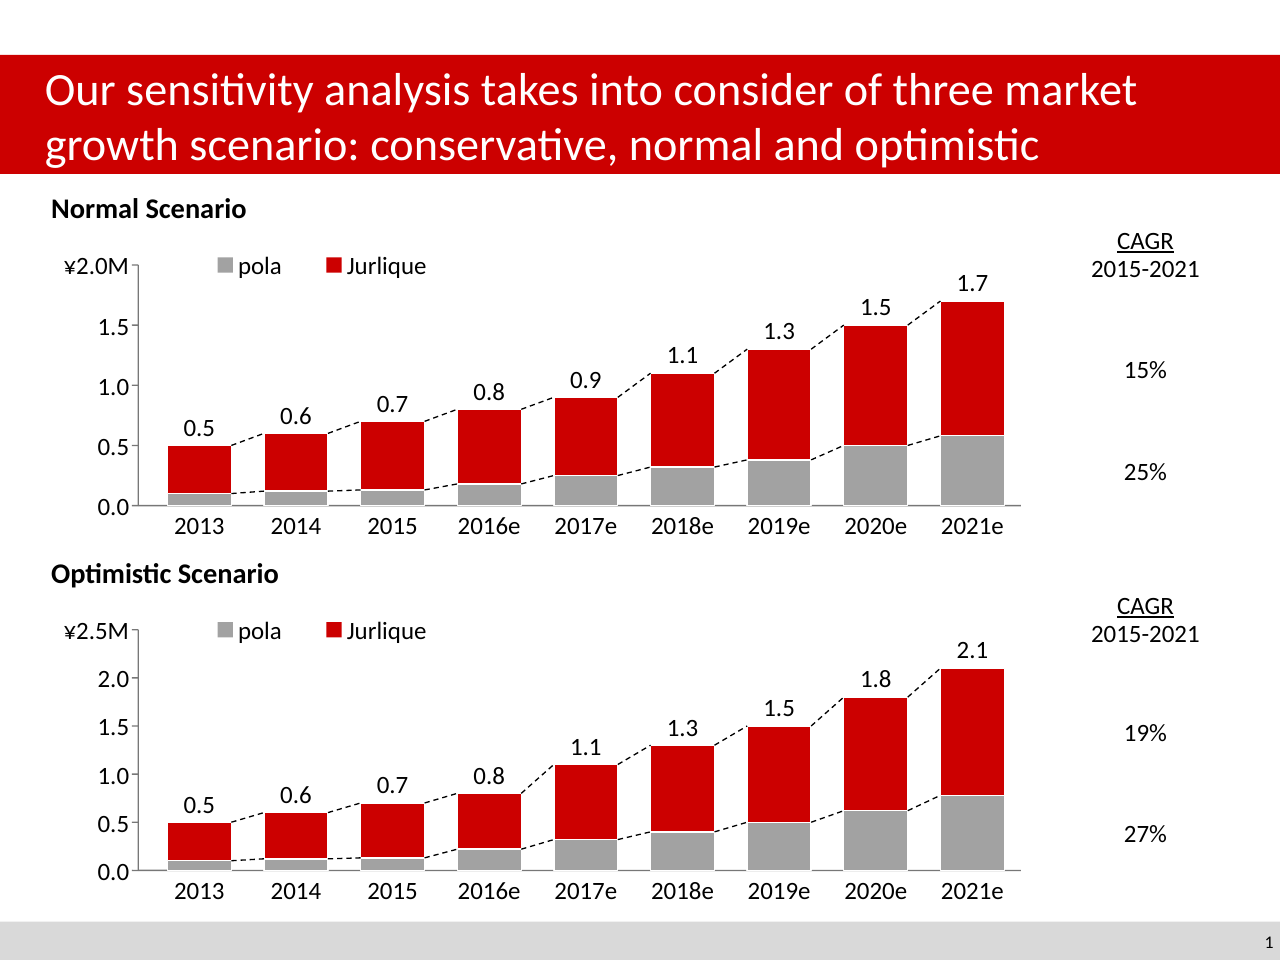 Our sensitivity analysis takes into consider of three market
growth scenario: conservative, normal and optimistic
Normal Scenario
CAGR
2015-2021
¥2.0M
pola
Jurlique
1.5
1.0
0.5
0.0
0.5
0.6
0.7
0.8
0.9
1.1
1.3
1.5
1.7
15%
25%
2013
2014
2015
2016e
2017e
2018e
2019e
2020e
2021e
Optimistic Scenario
CAGR
2015-2021
¥2.5M
pola
Jurlique
2.0
1.5
1.0
0.5
0.0
0.5
0.6
0.7
0.8
1.1
1.3
1.5
1.8
2.1
19%
27%
2013
2014
2015
2016e
2017e
2018e
2019e
2020e
2021e
1